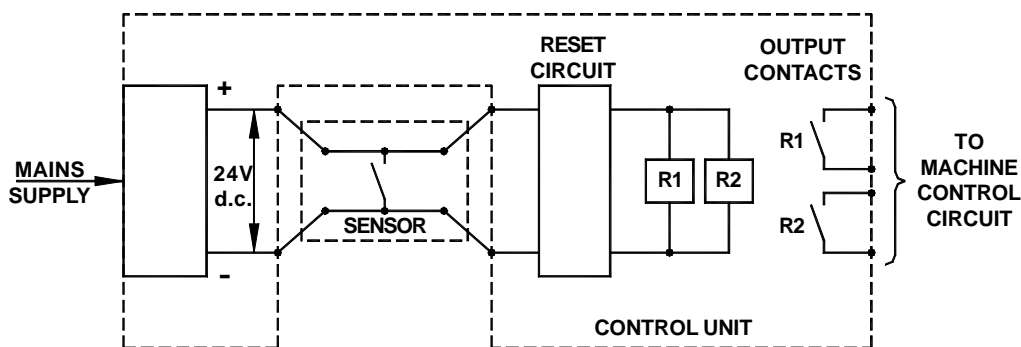 RESET
CIRCUIT
OUTPUT
CONTACTS
+
MAINS
SUPPLY
24V
d.c.
SENSOR
-
R1
R2
R1
R2
TO
MACHINE
CONTROL
CIRCUIT
CONTROL UNIT